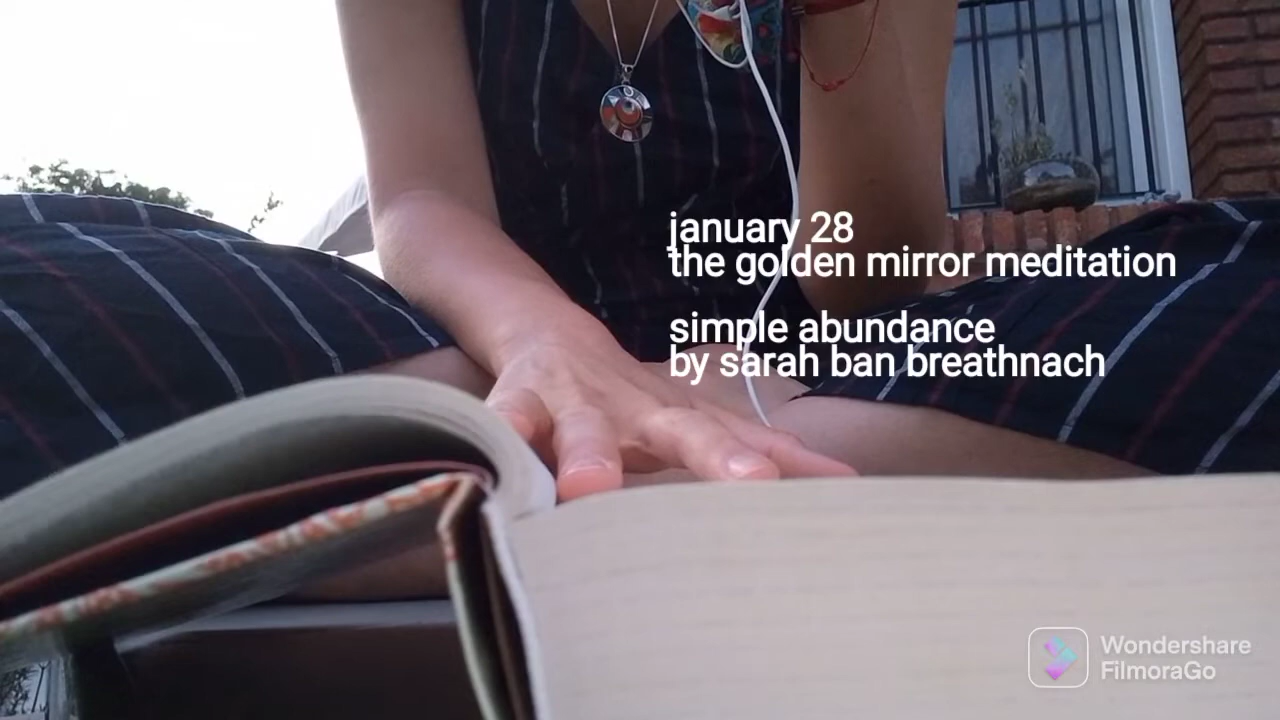 january 28
the golden mirror meditation
simple abundance
by sarah ban breathnach
Wondershare
FilmoraGo